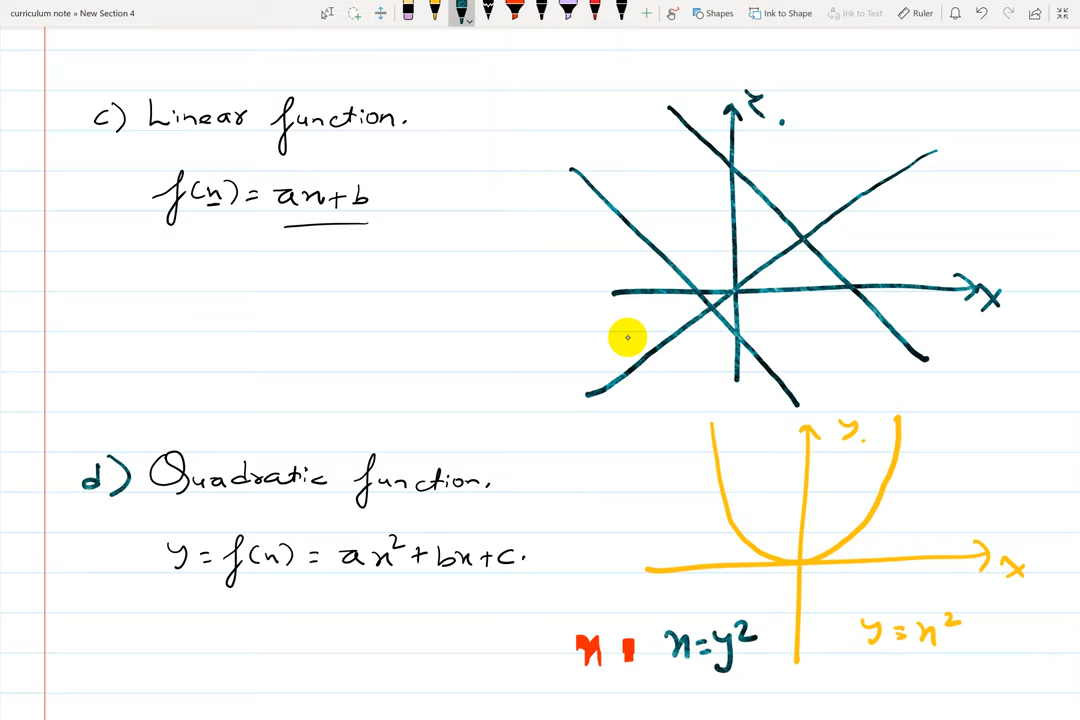 curriculum note » New Section 4
Shapes Ink to Shape Ink to Text Ruler
c) Linear function.
f(x) = ax+b
Y.
X
d) Quadratic function.
y = f(x) = ax²+bx+c.
y.
x
y = x²
x x=y²